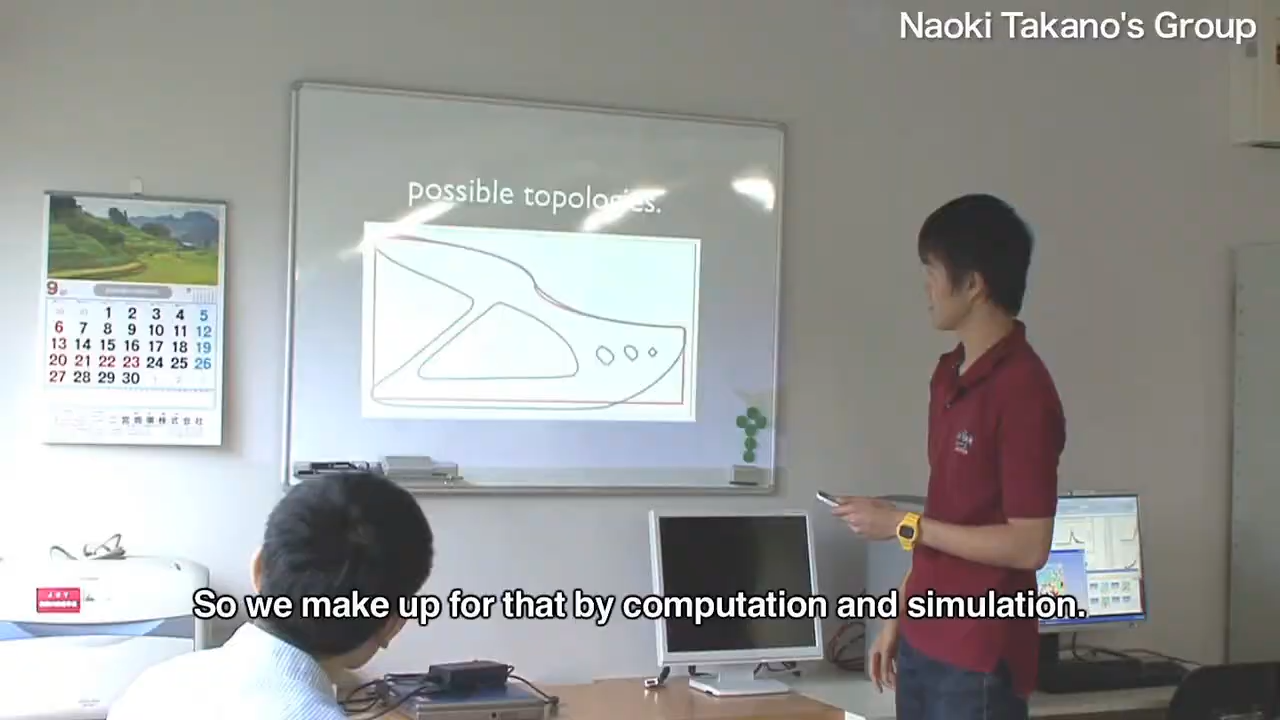 Naoki Takano's Group
possible topologies.
9
1 2 3 4 5
6 7 8 9 10 11 12
13 14 15 16 17 18 19
20 21 22 23 24 25 26
27 28 29 30
So we make up for that by computation and simulation.